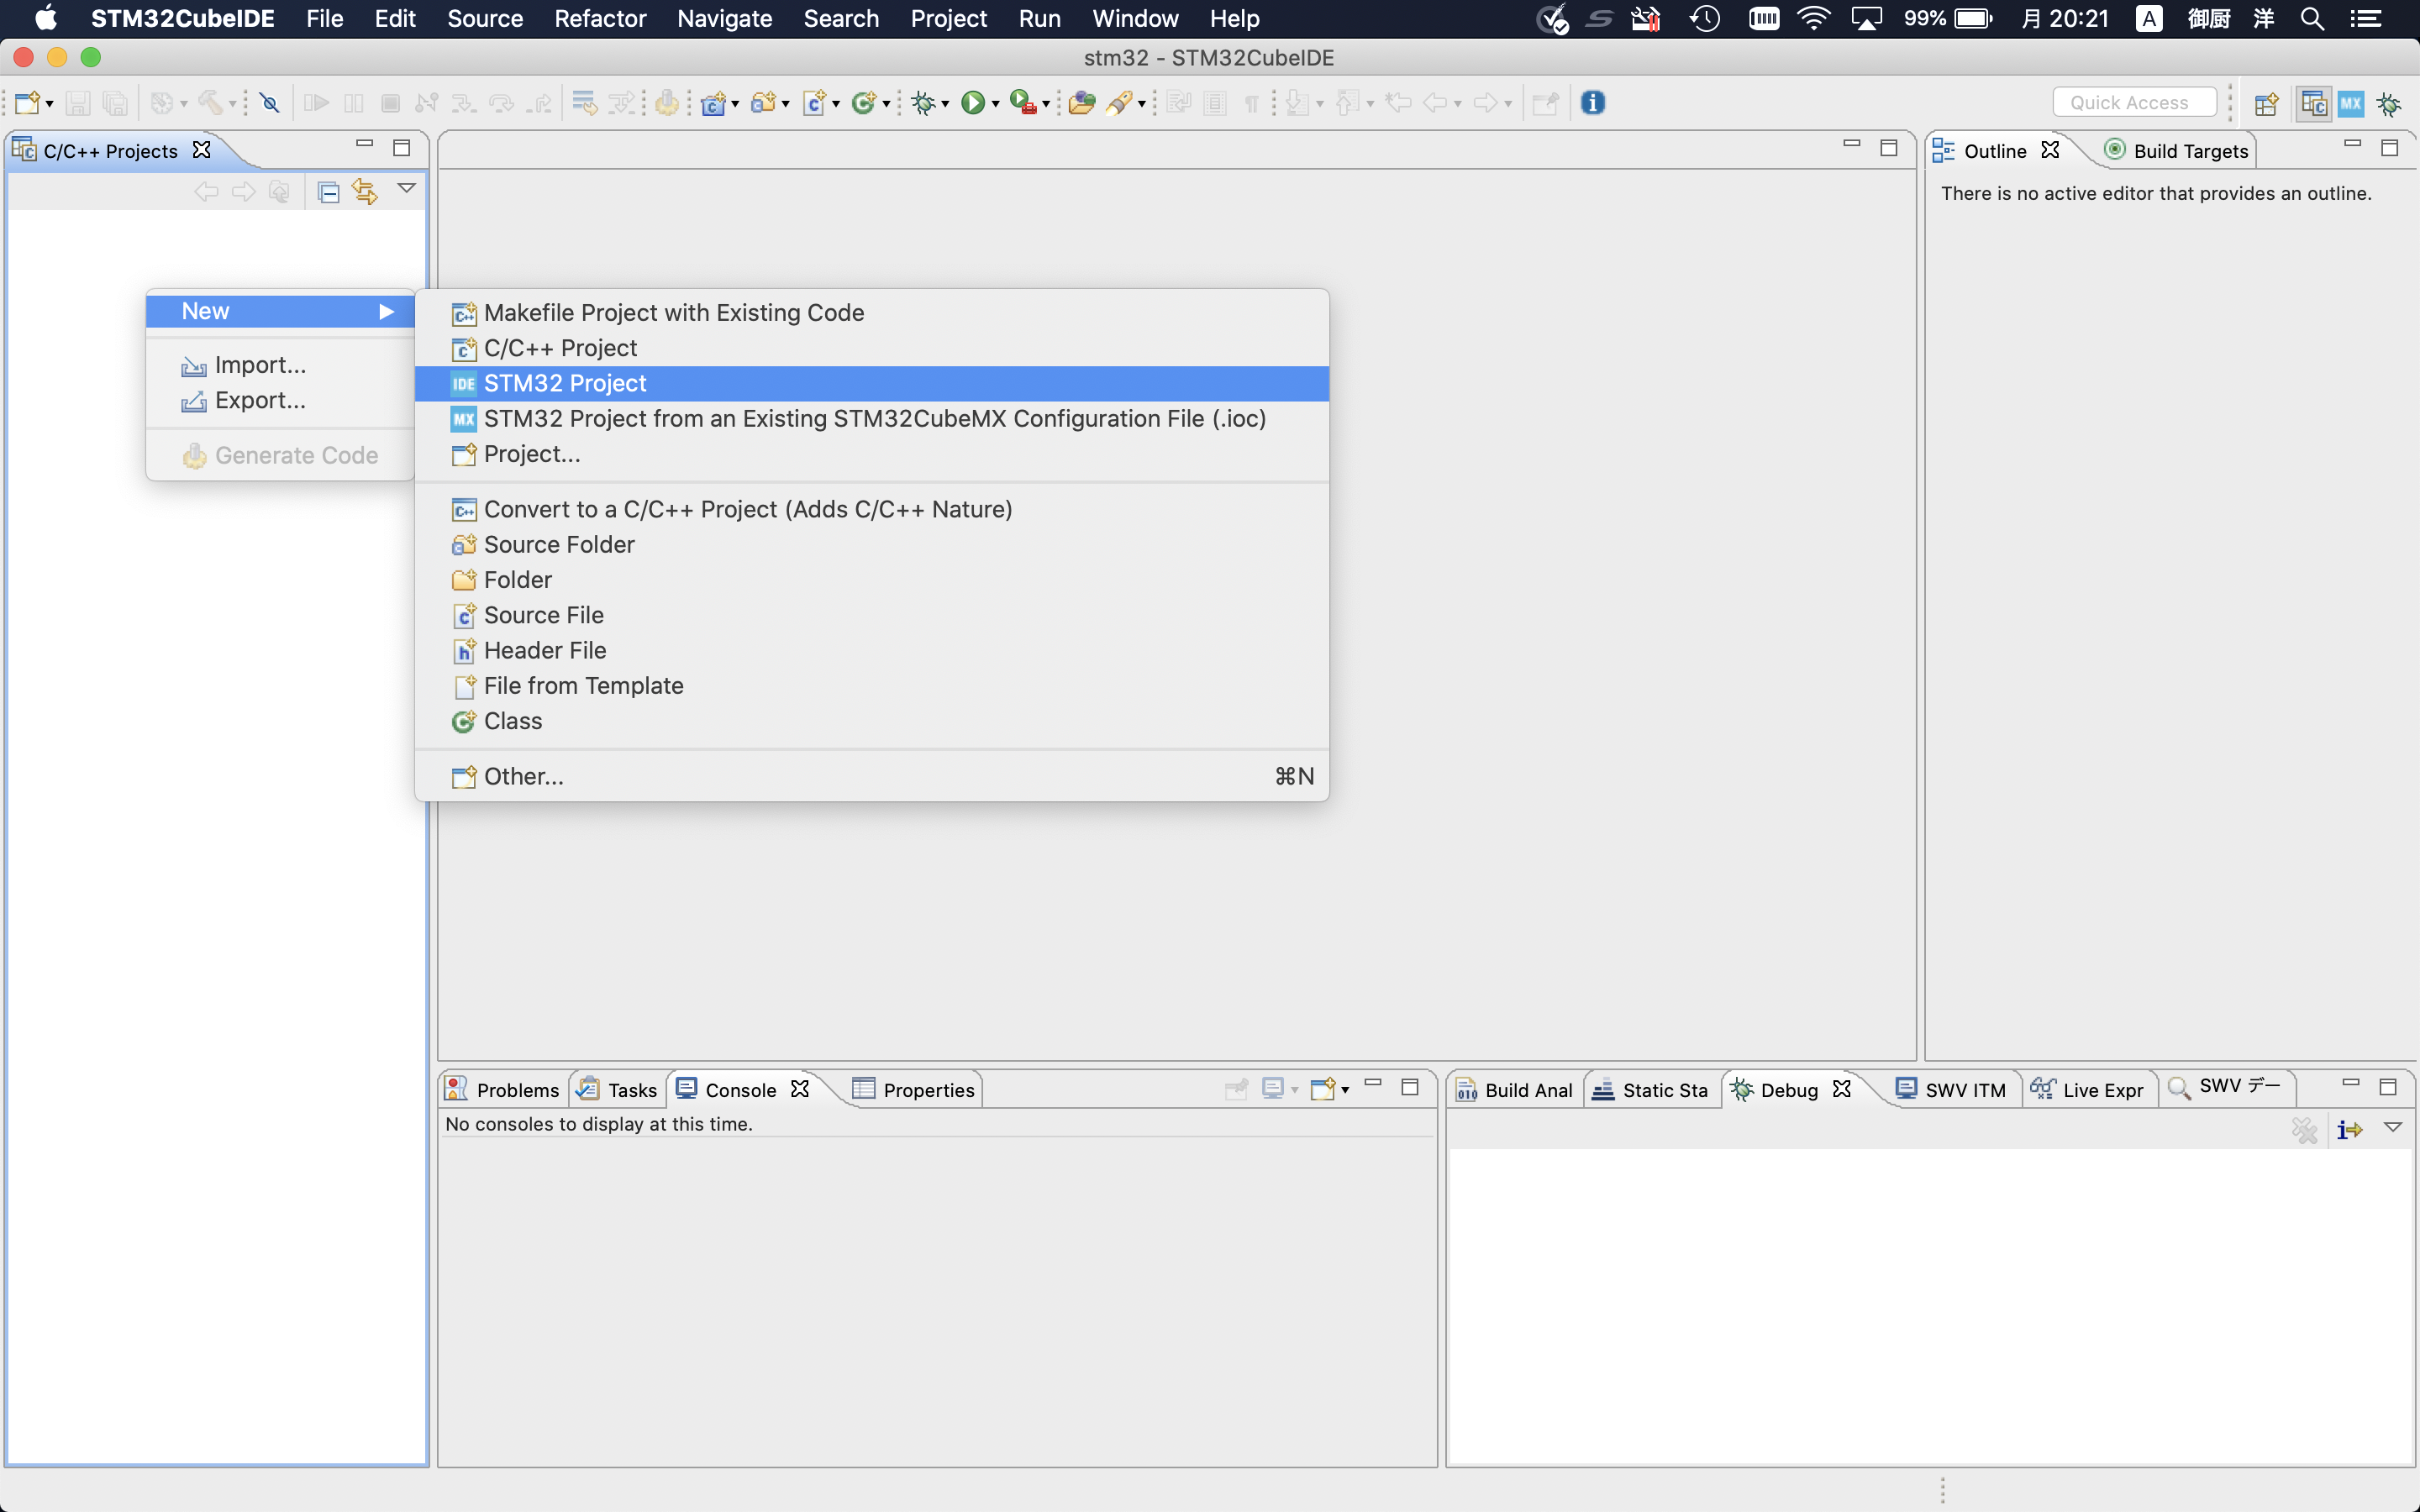 STM32CubeIDE File Edit Source Refactor Navigate Search Project Run Window Help 99% 月 20:21 A 御厨 洋
stm32 - STM32CubeIDE
Quick Access MX
C/C++ Projects
Outline Build Targets
There is no active editor that provides an outline.
New
Import...
Export...
Generate Code
Makefile Project with Existing Code
C/C++ Project
IDE STM32 Project
MX STM32 Project from an Existing STM32CubeMX Configuration File (.ioc)
Project...
Convert to a C/C++ Project (Adds C/C++ Nature)
Source Folder
Folder
Source File
Header File
File from Template
Class
Other... ⌘N
Problems Tasks Console Properties
No consoles to display at this time.
Build Anal Static Sta Debug SWV ITM Live Expr SWV デー